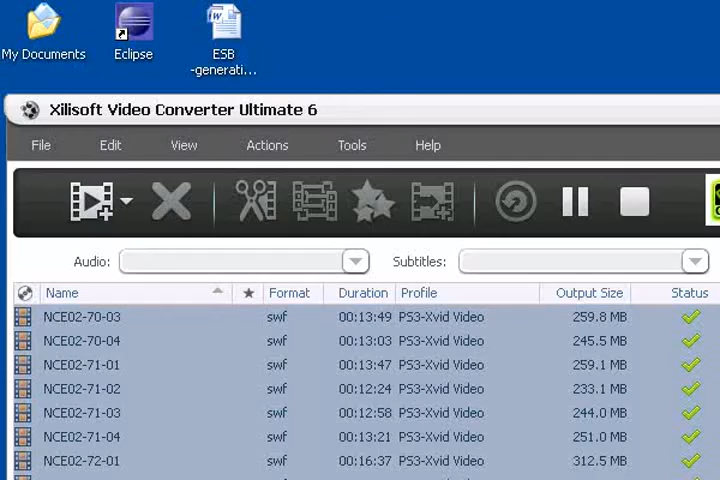 My Documents Eclipse ESB
-generati...
Xilisoft Video Converter Ultimate 6
File Edit View Actions Tools Help
Audio: Subtitles:
Name Format Duration Profile Output Size Status
NCE02-70-03 swf 00:13:49 PS3-Xvid Video 259.8 MB
NCE02-70-04 swf 00:13:03 PS3-Xvid Video 245.5 MB
NCE02-71-01 swf 00:13:47 PS3-Xvid Video 259.1 MB
NCE02-71-02 swf 00:12:24 PS3-Xvid Video 233.1 MB
NCE02-71-03 swf 00:12:58 PS3-Xvid Video 244.0 MB
NCE02-71-04 swf 00:13:21 PS3-Xvid Video 251.0 MB
NCE02-72-01 swf 00:16:37 PS3-Xvid Video 312.5 MB